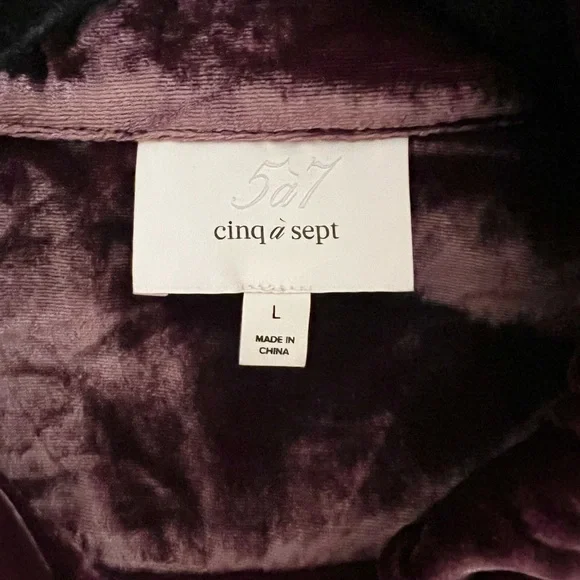 5à7
cinq à sept
L
MADE IN
CHINA